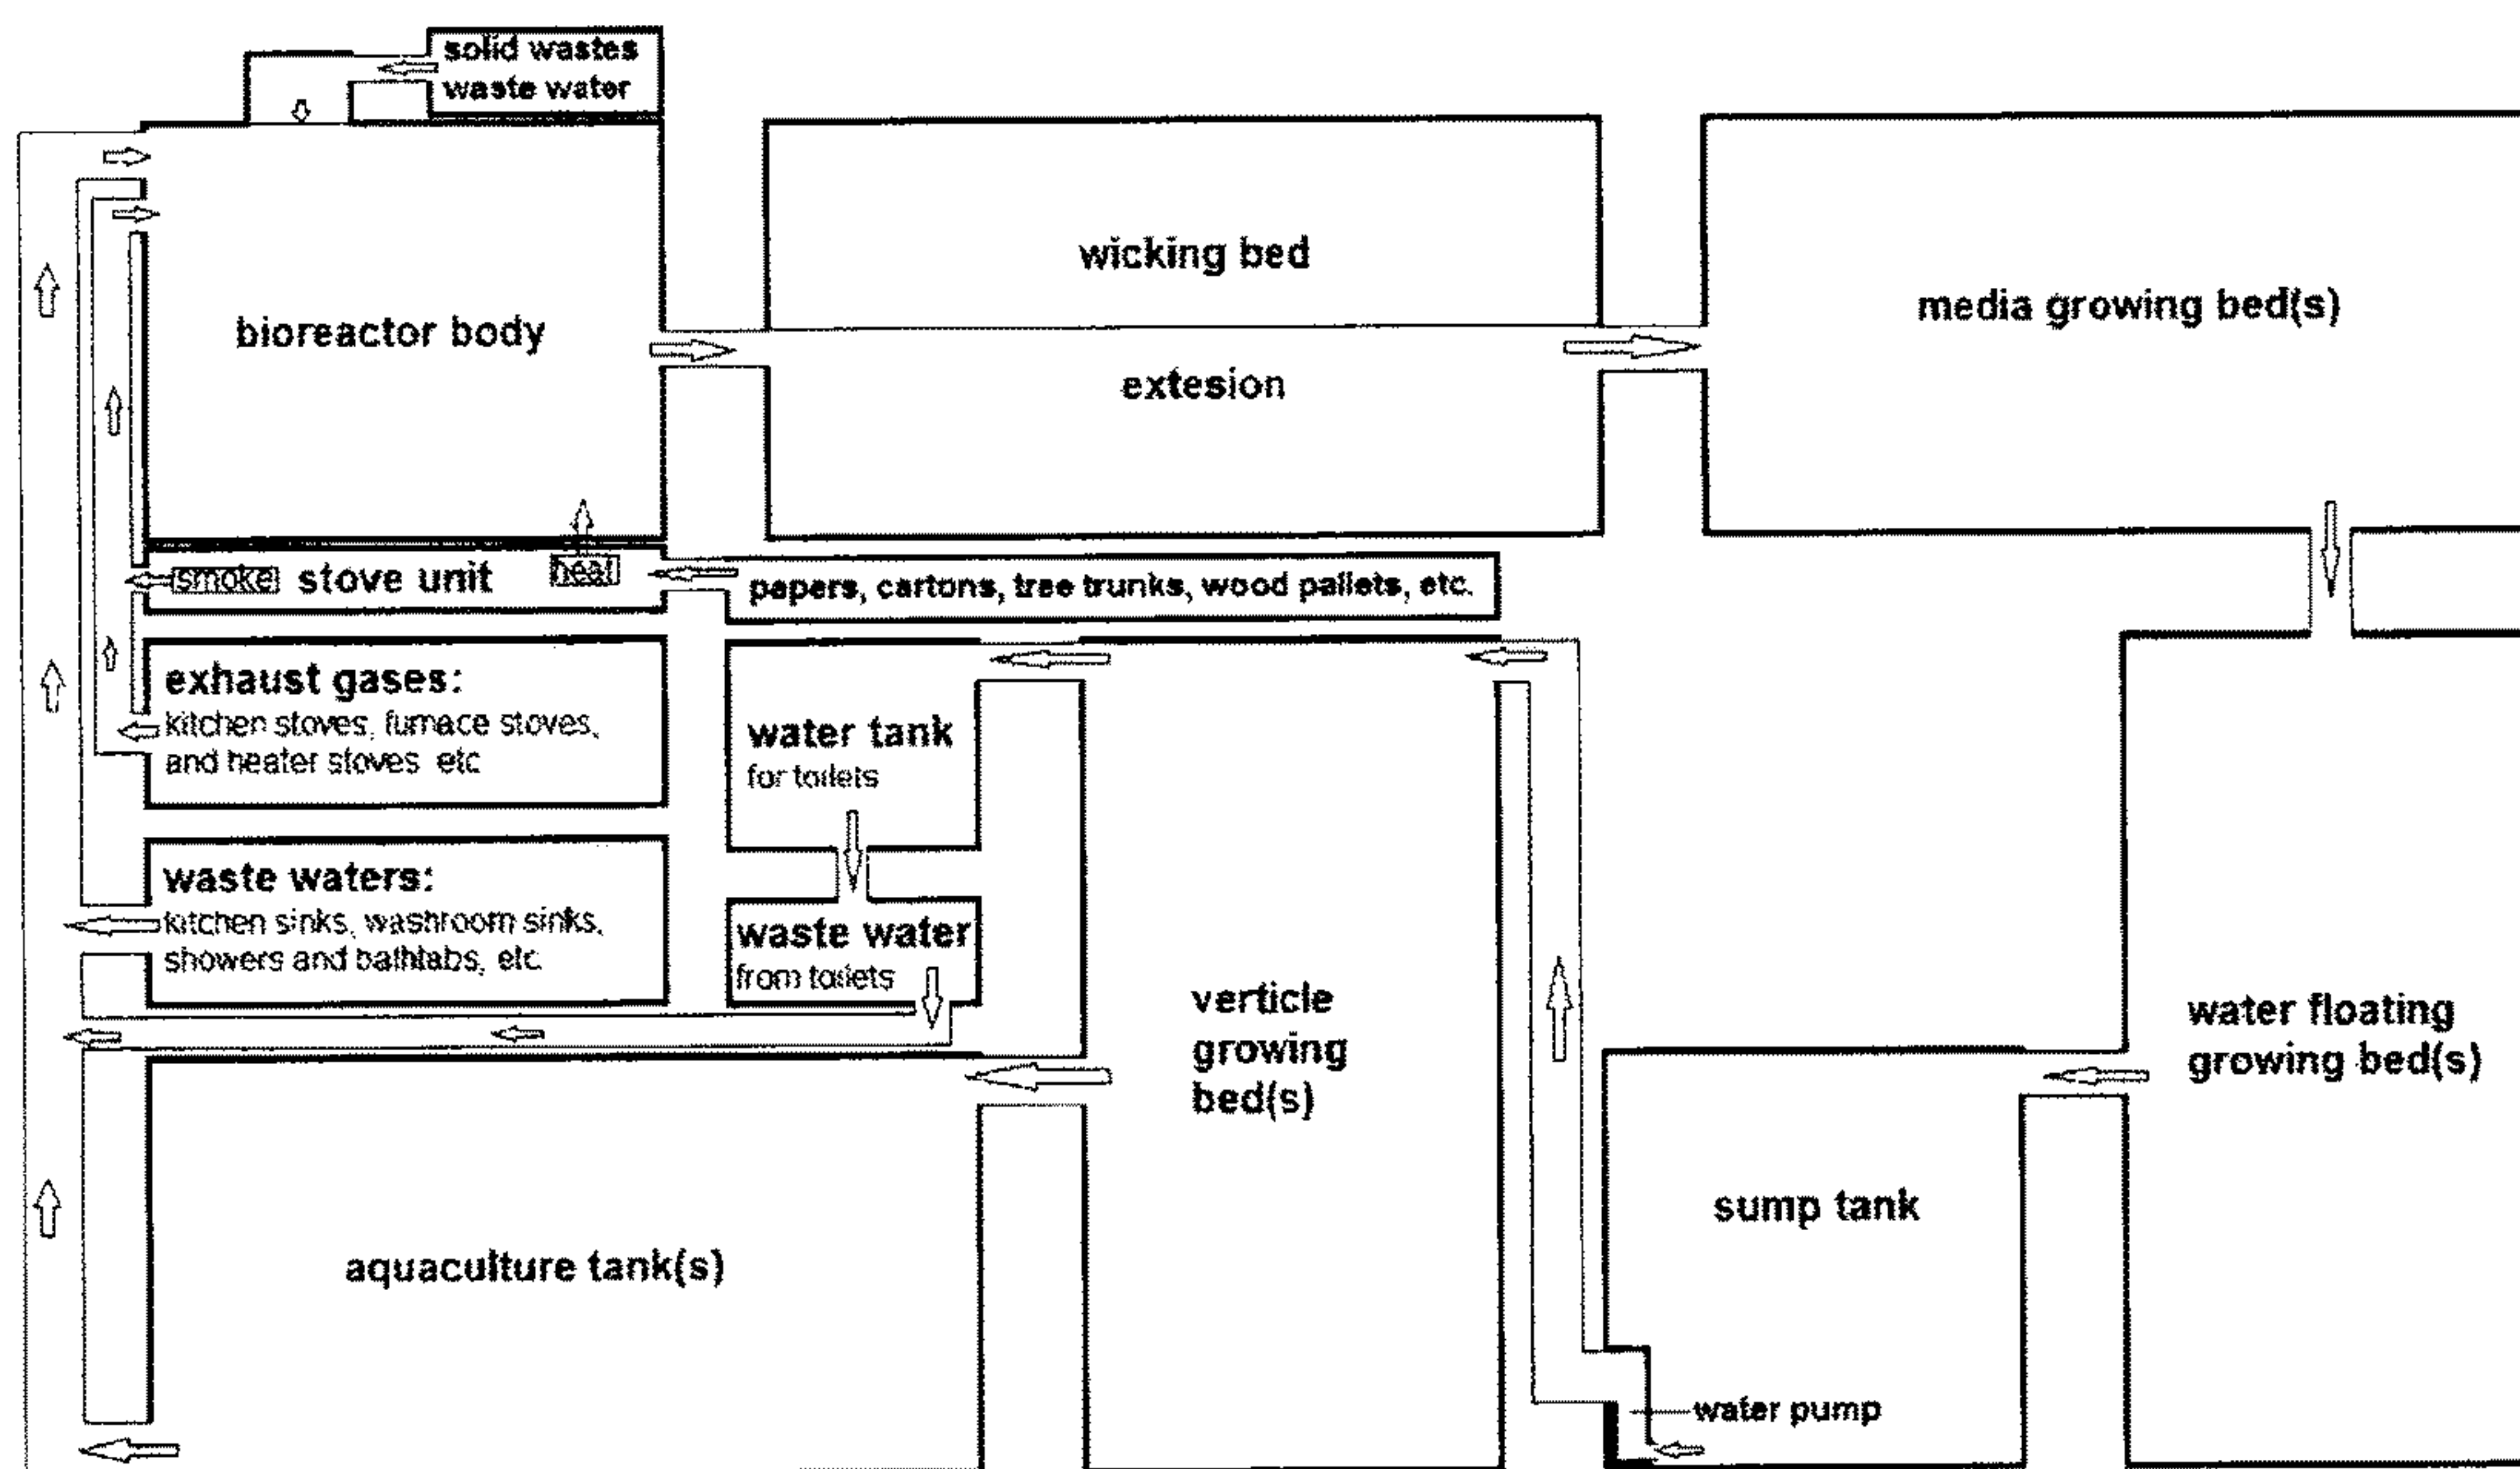 solid wastes
waste water
wicking bed
media growing bed(s)
bioreactor body
extesion
smoke
stove unit
heat
papers, cartons, tree trunks, wood pallets, etc.
exhaust gases:
kitchen stoves, furnace stoves,
and heater stoves etc
water tank
for toilets
waste waters:
kitchen sinks, washroom sinks,
showers and bathtabs, etc.
waste water
from toilets
verticle
growing
bed(s)
water floating
growing bed(s)
sump tank
aquaculture tank(s)
water pump